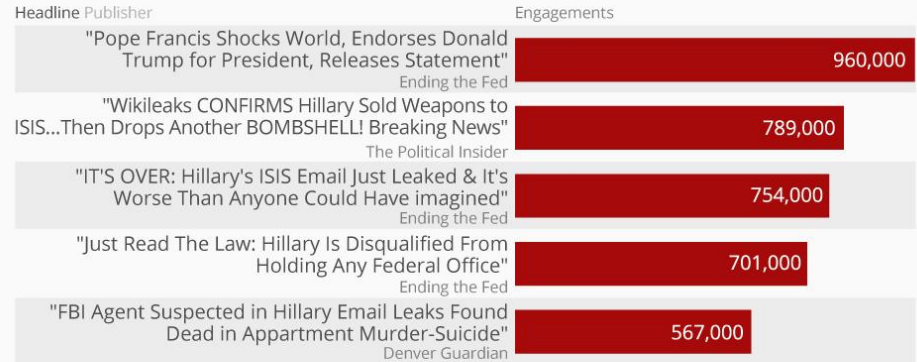 Headline Publisher
Engagements
"Pope Francis Shocks World, Endorses Donald
Trump for President, Releases Statement"
Ending the Fed
960,000
"Wikileaks CONFIRMS Hillary Sold Weapons to
ISIS...Then Drops Another BOMBSHELL! Breaking News"
The Political Insider
789,000
"IT'S OVER: Hillary's ISIS Email Just Leaked & It's
Worse Than Anyone Could Have imagined"
Ending the Fed
754,000
"Just Read The Law: Hillary Is Disqualified From
Holding Any Federal Office"
Ending the Fed
701,000
"FBI Agent Suspected in Hillary Email Leaks Found
Dead in Appartment Murder-Suicide"
Denver Guardian
567,000